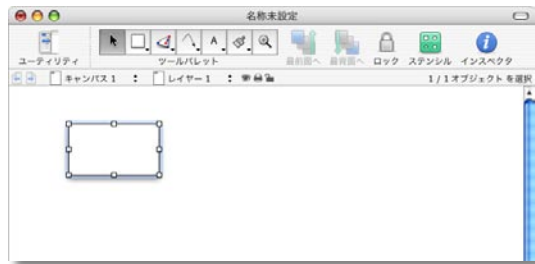 名称未設定
A
ユーティリティ ツールパレット 最前面へ 最背面へ ロック ステンシル インスペクタ
キャンバス 1 : レイヤー 1 : 1 / 1 オブジェクト を選択